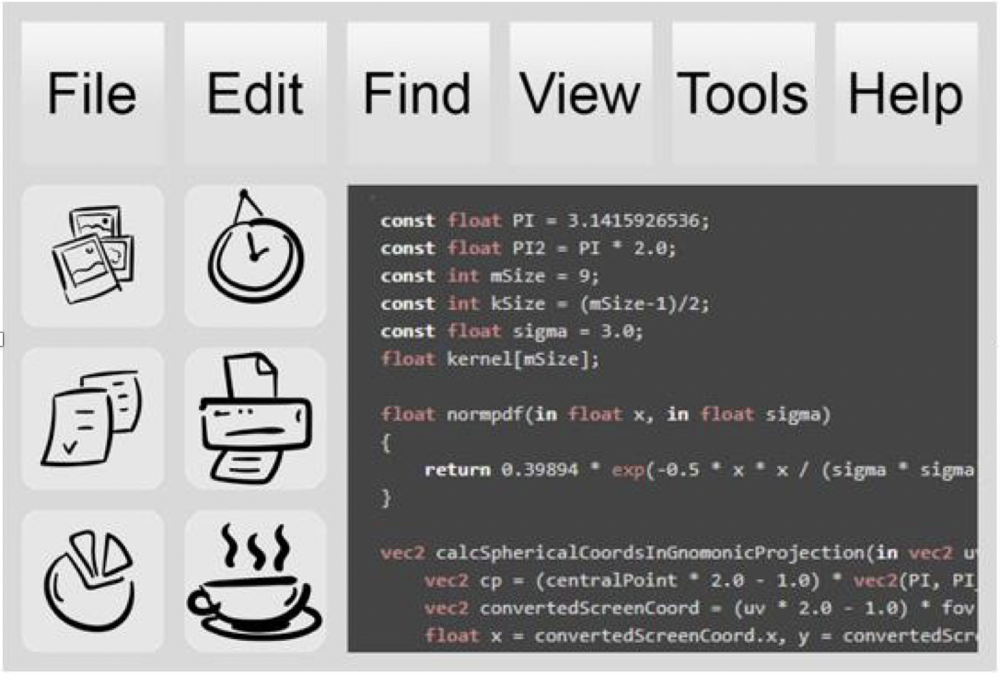 File Edit Find View Tools Help
const float PI = 3.1415926536;
const float PI2 = PI * 2.0;
const int mSize = 9;
const int kSize = (mSize-1)/2;
const float sigma = 3.0;
float kernel[mSize];
float normpdf(in float x, in float sigma)
{
    return 0.39894 * exp(-0.5 * x * x / (sigma * sigma
}
vec2 calcSphericalCoordsInGnomonicProjection(in vec2 u
    vec2 cp = (centralPoint * 2.0 - 1.0) * vec2(PI, PI
    vec2 convertedScreenCoord = (uv * 2.0 - 1.0) * fov
    float x = convertedScreenCoord.x, y = convertedScr